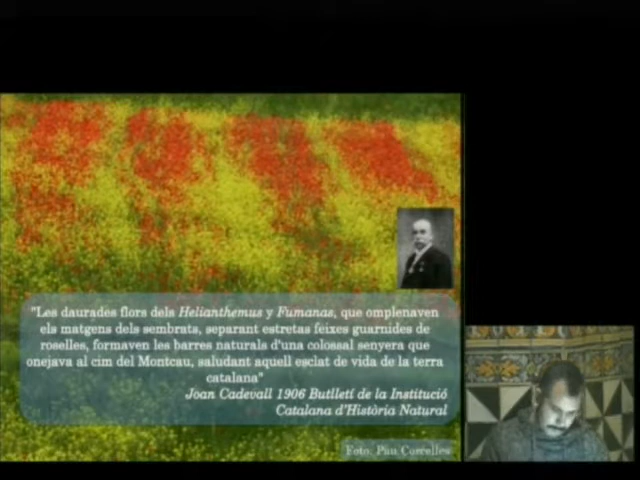 "Les daurades flors dels Helianthemus y Fumanas, que omplenaven
els matgens dels sembrats, separant estretas feixes guarnides de
roselles, formaven les barres naturals d'una colossal senyera que
onejava al cim del Montcau, saludant aquell esclat de vida de la terra
catalana"
Joan Cadevall 1906 Butlletí de la Institució
Catalana d'Història Natural
Foto: Pau Corcelles